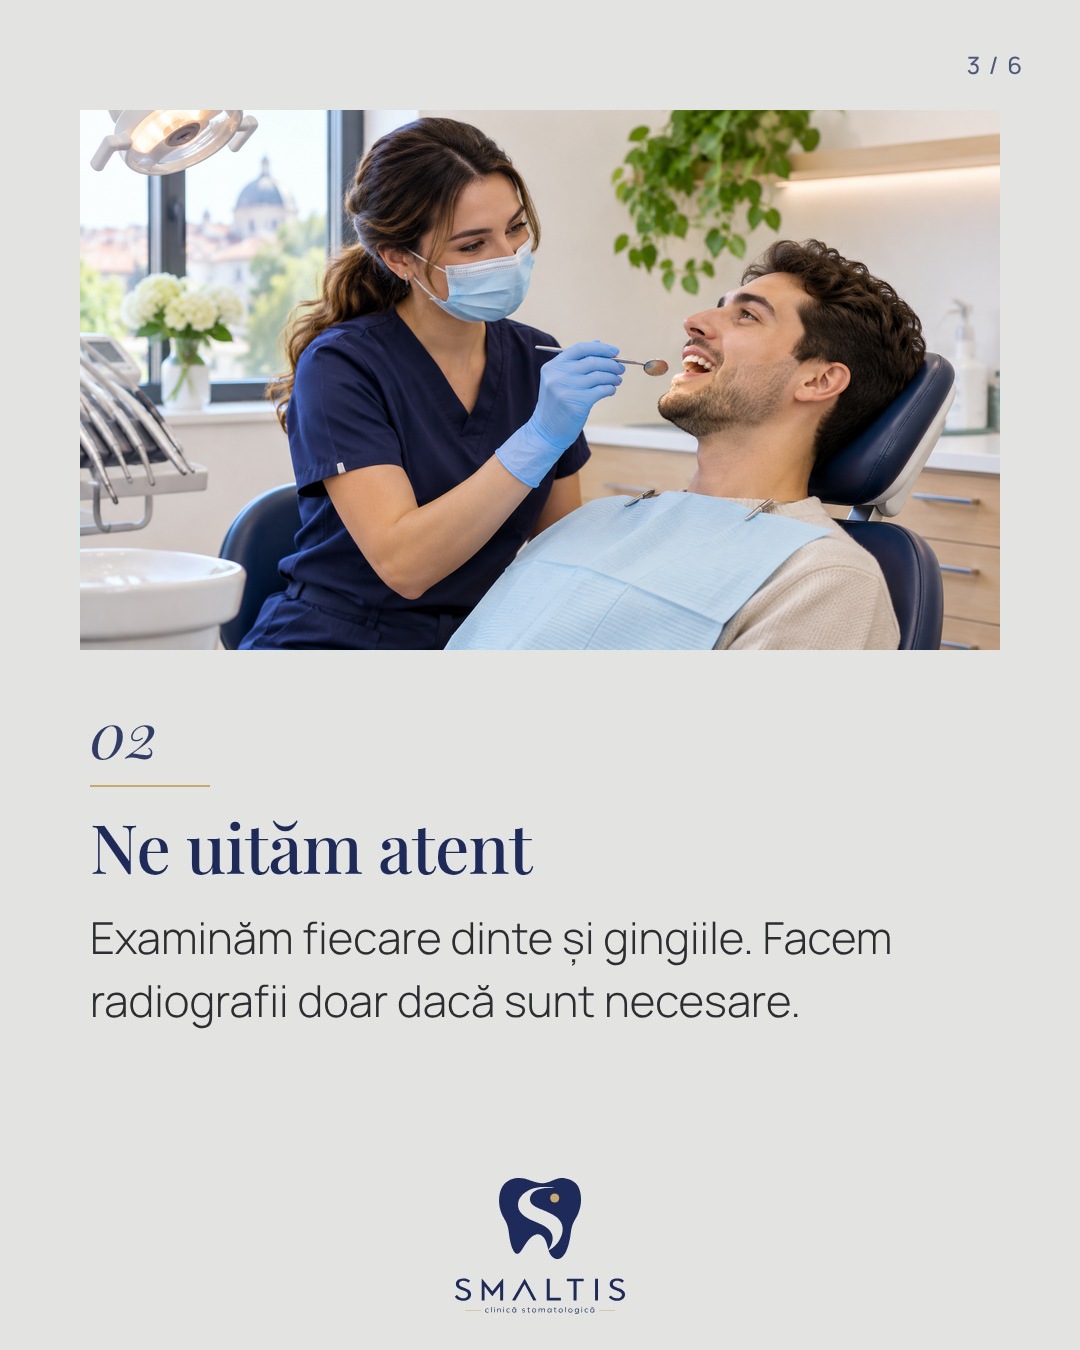 3 / 6
02
Ne uităm atent
Examinăm fiecare dinte și gingiile. Facem
radiografii doar dacă sunt necesare.
SMALTIS
clinică stomatologică